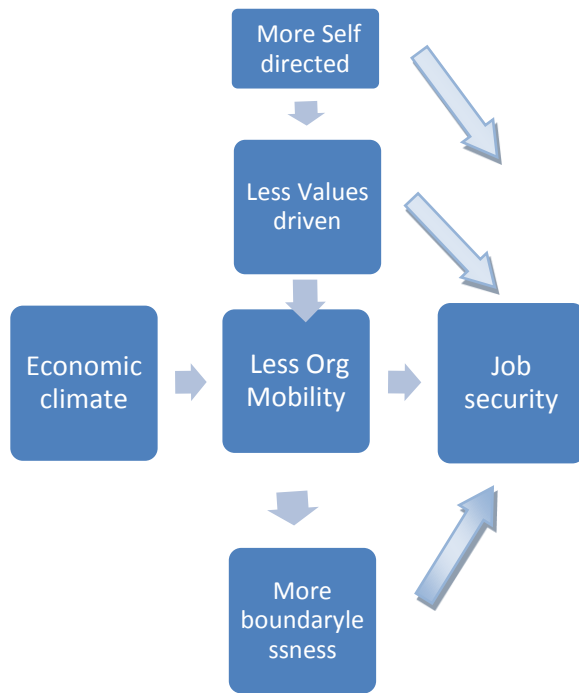 More Self
directed
Less Values
driven
Economic
climate
Less Org
Mobility
Job
security
More
boundaryle
ssness